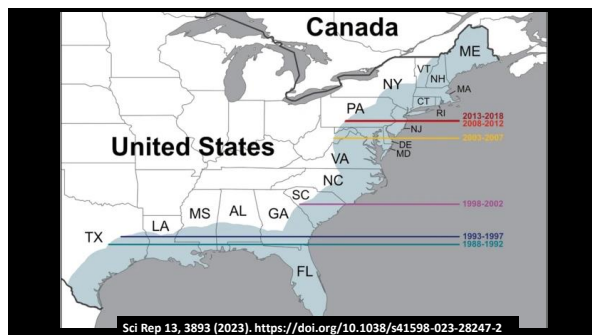 Canada
ME
VT
NH
NY
MA
CT
RI
PA
2013-2018
2008-2012
NJ
2003-2007
United States
DE
MD
VA
NC
SC
1998-2002
MS
AL
GA
LA
TX
1993-1997
1988-1992
FL
Sci Rep 13, 3893 (2023). https://doi.org/10.1038/s41598-023-28247-2